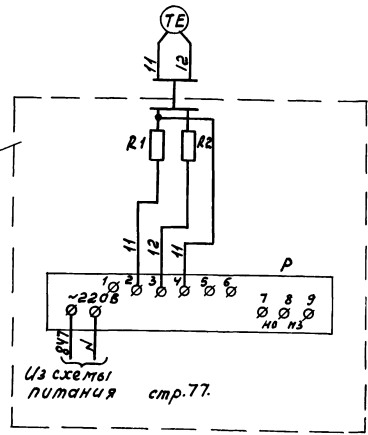 TE
11 12
R1 R2
11 12 11
P
1 2 3 4 5 6
~220В
7 8 9
НО НЗ
847 N
Из схемы
питания стр.77.